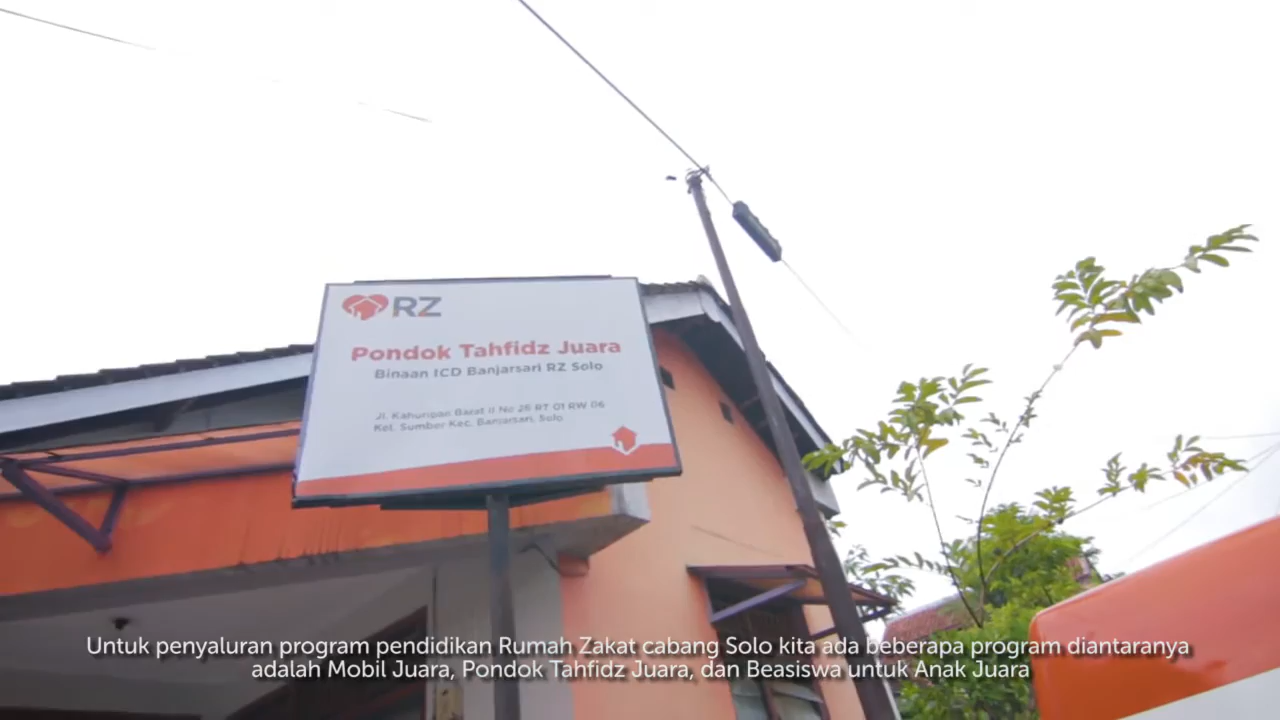 RZ
Pondok Tahfidz Juara
Binaan ICD Banjarsari RZ Solo
Jl. Kahuripan Barat II No 26 RT 01 RW 06
Kel. Sumber Kec. Banjarsari, Solo
Untuk penyaluran program pendidikan Rumah Zakat cabang Solo kita ada beberapa program diantaranya
adalah Mobil Juara, Pondok Tahfidz Juara, dan Beasiswa untuk Anak Juara